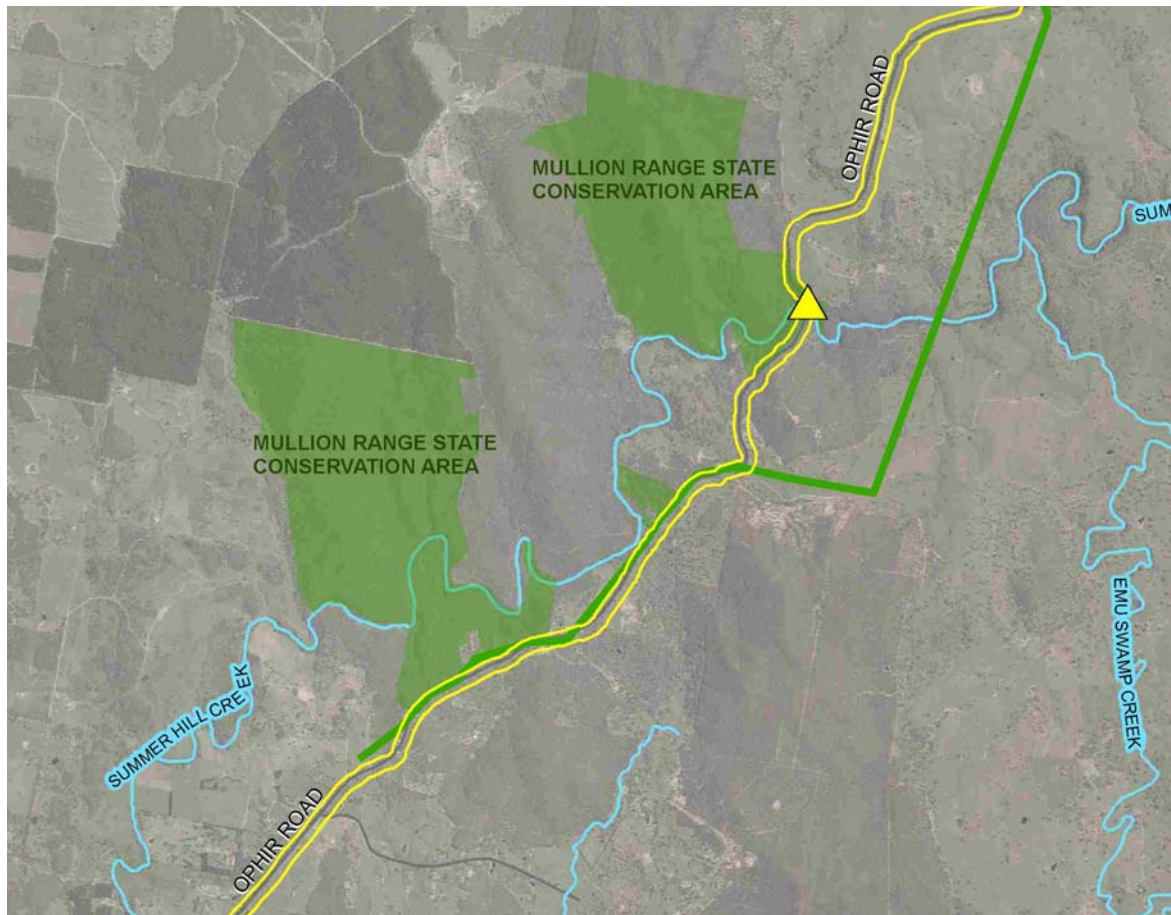 OPHIR ROAD
MULLION RANGE STATE
CONSERVATION AREA
SUM
MULLION RANGE STATE
CONSERVATION AREA
EMU SWAMP CREEK
SUMMER HILL CREEK
OPHIR ROAD